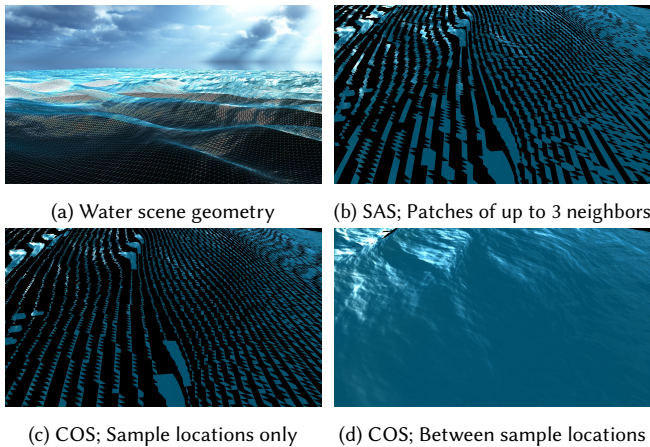 (a) Water scene geometry
(b) SAS; Patches of up to 3 neighbors
(c) COS; Sample locations only
(d) COS; Between sample locations